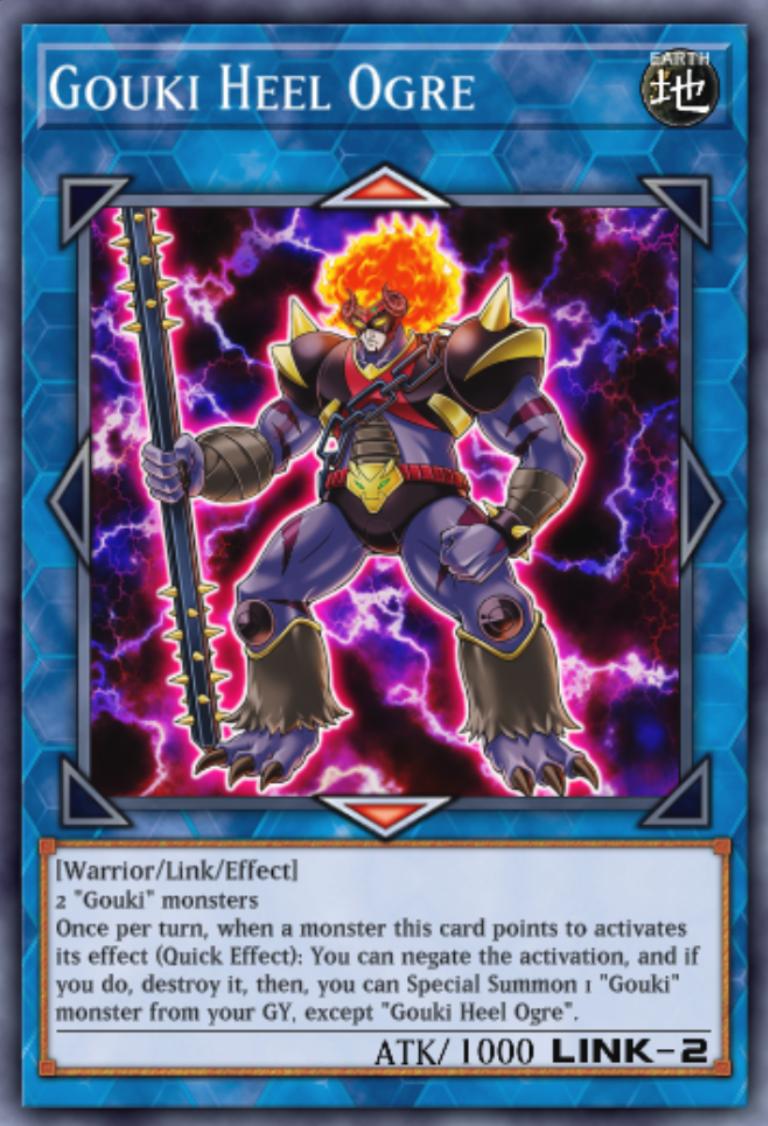 Gouki Heel Ogre
EARTH
地
[Warrior/Link/Effect]
2 "Gouki" monsters
Once per turn, when a monster this card points to activates
its effect (Quick Effect): You can negate the activation, and if
you do, destroy it, then, you can Special Summon 1 "Gouki"
monster from your GY, except "Gouki Heel Ogre".
ATK/ 1000 LINK-2